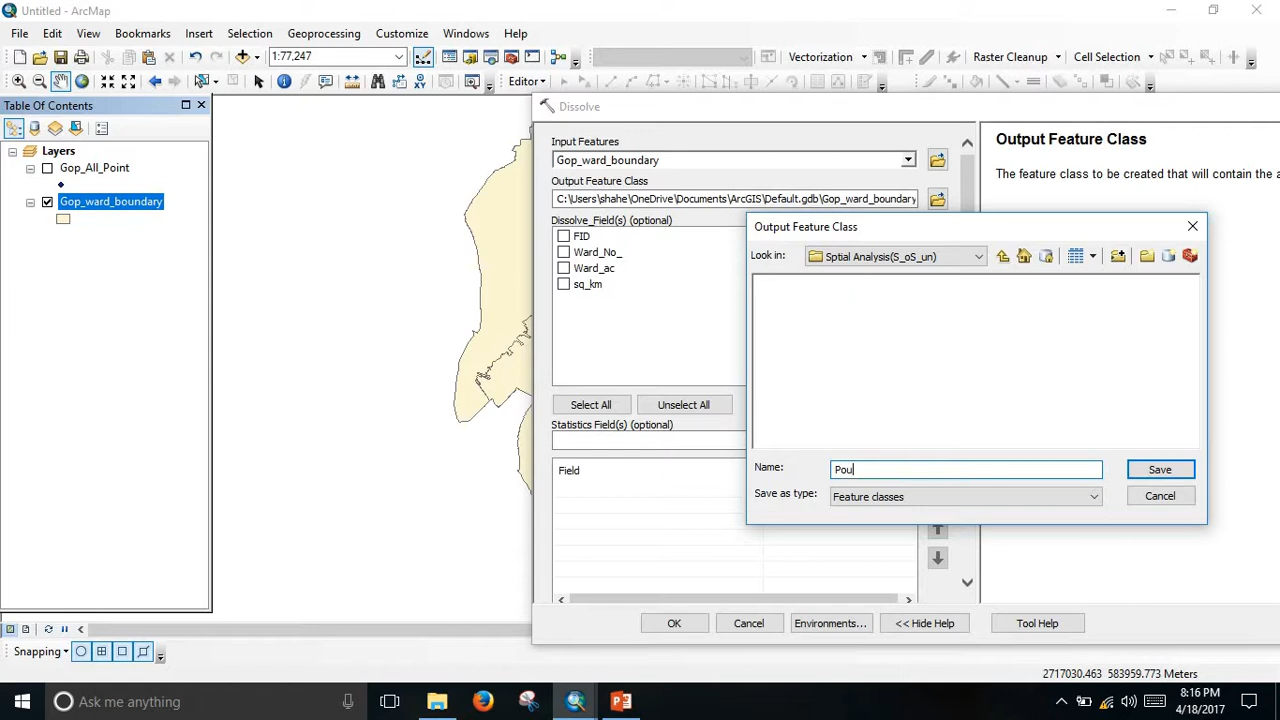 Untitled - ArcMap
File Edit View Bookmarks Insert Selection Geoprocessing Customize Windows Help
1:77,247 Vectorization Raster Cleanup Cell Selection
Editor
Table Of Contents
Layers
Gop_All_Point
Gop_ward_boundary
Dissolve
Input Features
Gop_ward_boundary
Output Feature Class
C:\Users\shahe\OneDrive\Documents\ArcGIS\Default.gdb\Gop_ward_boundary
Dissolve_Field(s) (optional)
FID
Ward_No_
Ward_ac
sq_km
Select All Unselect All
Statistics Field(s) (optional)
Field
Output Feature Class
The feature class to be created that will contain the a
Output Feature Class
Look in: Sptial Analysis(S_oS_un)
Name: Pou
Save
Save as type: Feature classes
Cancel
OK Cancel Environments... << Hide Help Tool Help
Snapping
2717030.463 583959.773 Meters
Ask me anything
8:16 PM
4/18/2017